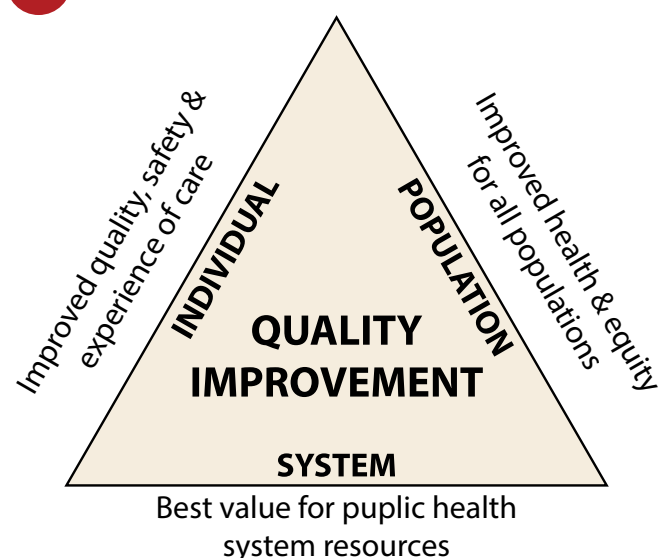 Improved quality, safety &
experience of care
INDIVIDUAL
POPULATION
Improved health & equity
for all populations
QUALITY
IMPROVEMENT
SYSTEM
Best value for puplic health
system resources